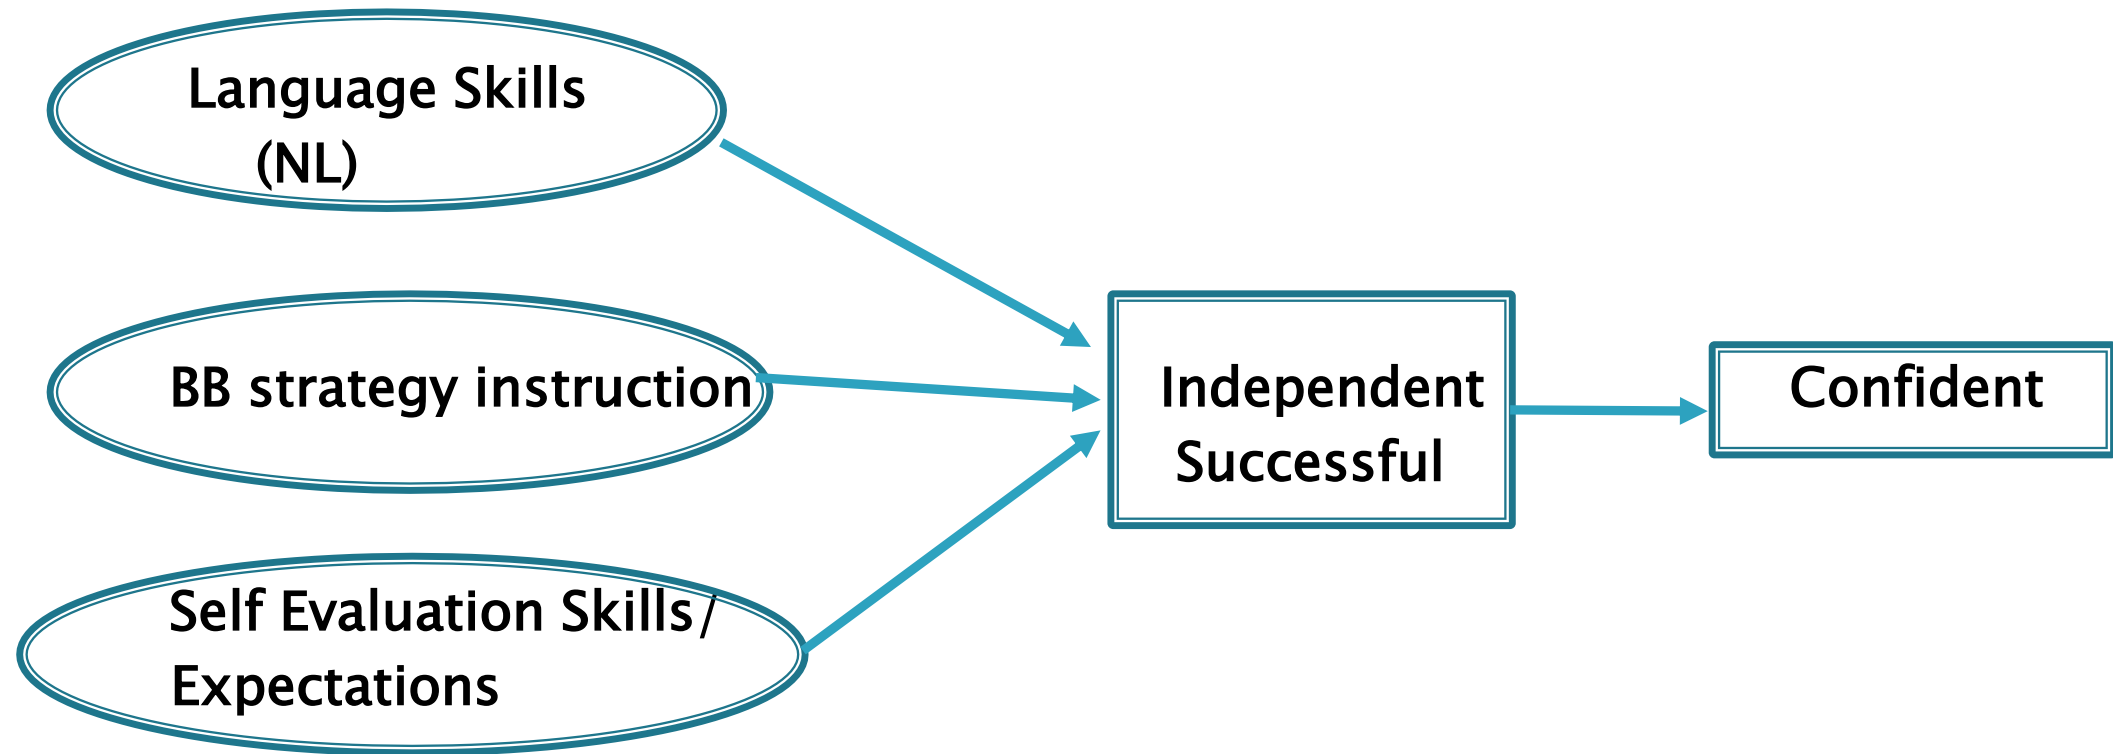 Language Skills
(NL)
BB strategy instruction
Self Evaluation Skills/
Expectations
Independent
Successful
Confident